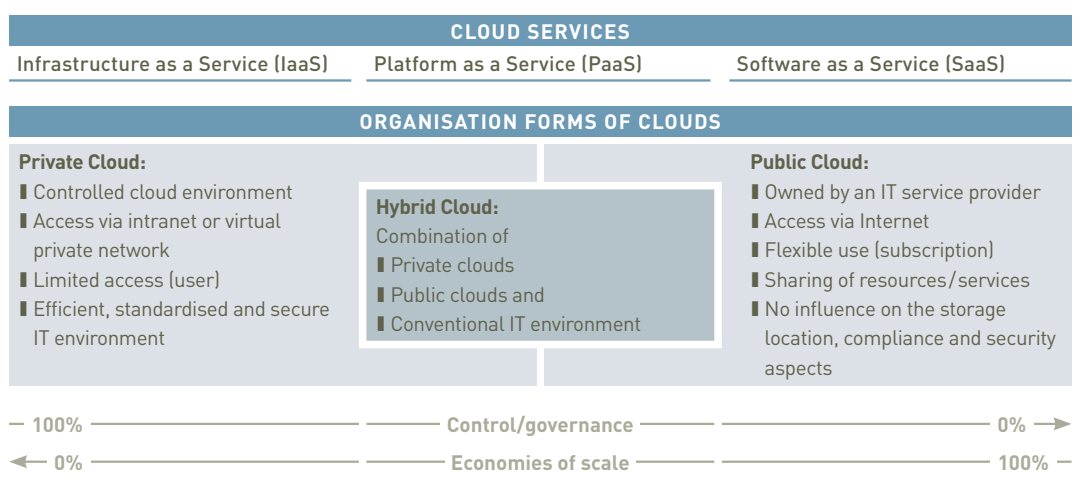 CLOUD SERVICES
Infrastructure as a Service (IaaS)
Platform as a Service (PaaS)
Software as a Service (SaaS)
ORGANISATION FORMS OF CLOUDS
Private Cloud:
❚ Controlled cloud environment
❚ Access via intranet or virtual
private network
❚ Limited access (user)
❚ Efficient, standardised and secure
IT environment
Hybrid Cloud:
Combination of
❚ Private clouds
❚ Public clouds and
❚ Conventional IT environment
Public Cloud:
❚ Owned by an IT service provider
❚ Access via Internet
❚ Flexible use (subscription)
❚ Sharing of resources/services
❚ No influence on the storage
location, compliance and security
aspects
100% Control/governance 0%
0% Economies of scale 100%